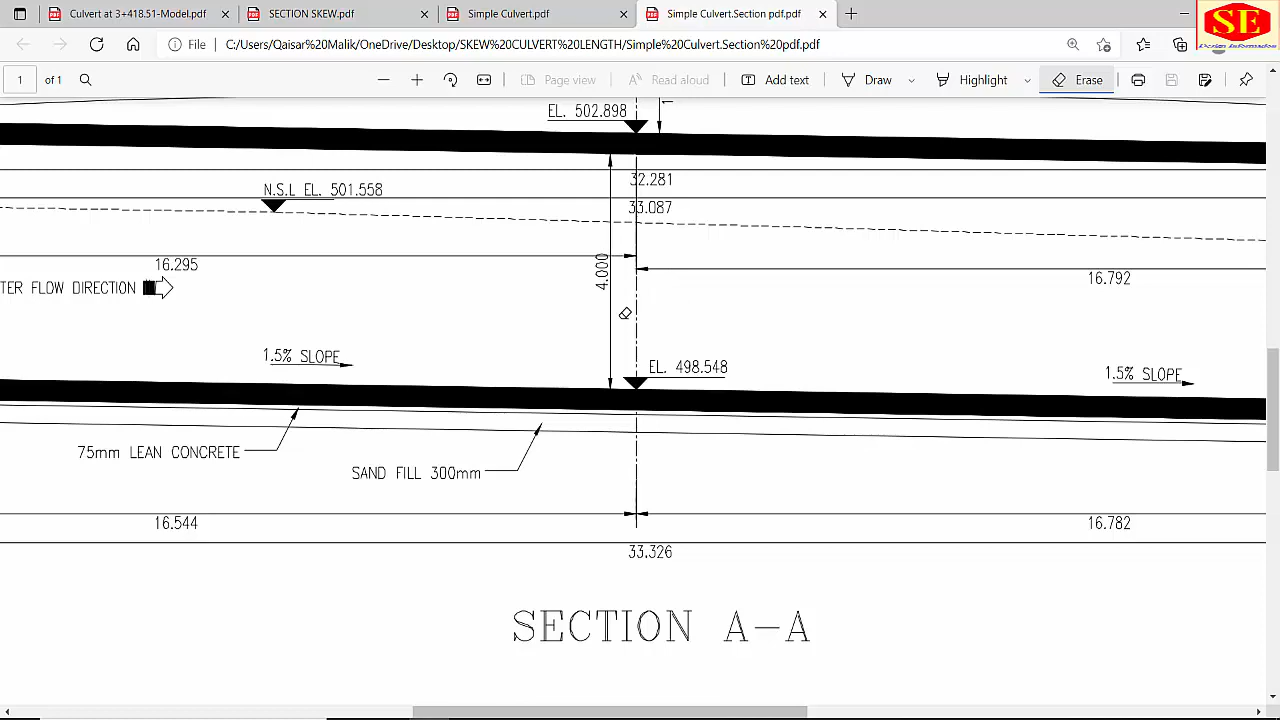 Culvert at 3+418.51-Model.pdf
SECTION SKEW.pdf
Simple Culvert.pdf
Simple Culvert.Section pdf.pdf
SE
Design Informatics
File
C:/Users/Qaisar%20Malik/OneDrive/Desktop/SKEW%20CULVERT%20LENGTH/Simple%20Culvert.Section%20pdf.pdf
1 of 1
Page view
Read aloud
Add text
Draw
Highlight
Erase
EL. 502.898
32.281
N.S.L EL. 501.558
33.087
16.295
4.000
16.792
TER FLOW DIRECTION
1.5% SLOPE
EL. 498.548
1.5% SLOPE
75mm LEAN CONCRETE
SAND FILL 300mm
16.544
16.782
33.326
SECTION A-A